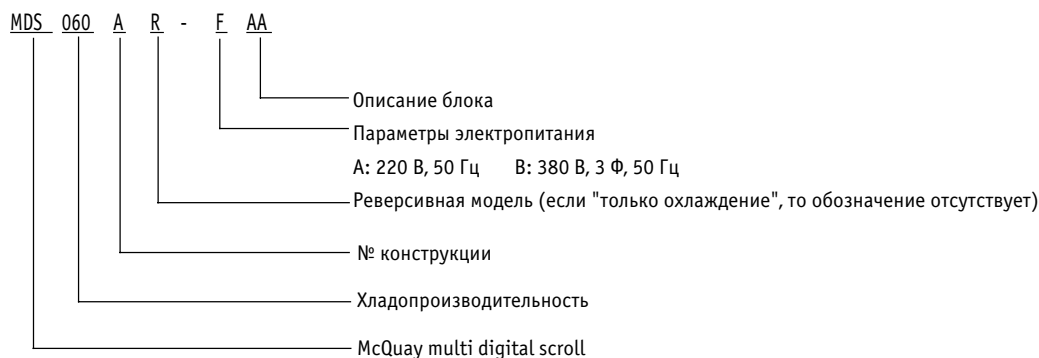 MDS 060 A R - F AA
Описание блока
Параметры электропитания
А: 220 В, 50 Гц В: 380 В, 3 Ф, 50 Гц
Реверсивная модель (если "только охлаждение", то обозначение отсутствует)
№ конструкции
Хладопроизводительность
McQuay multi digital scroll